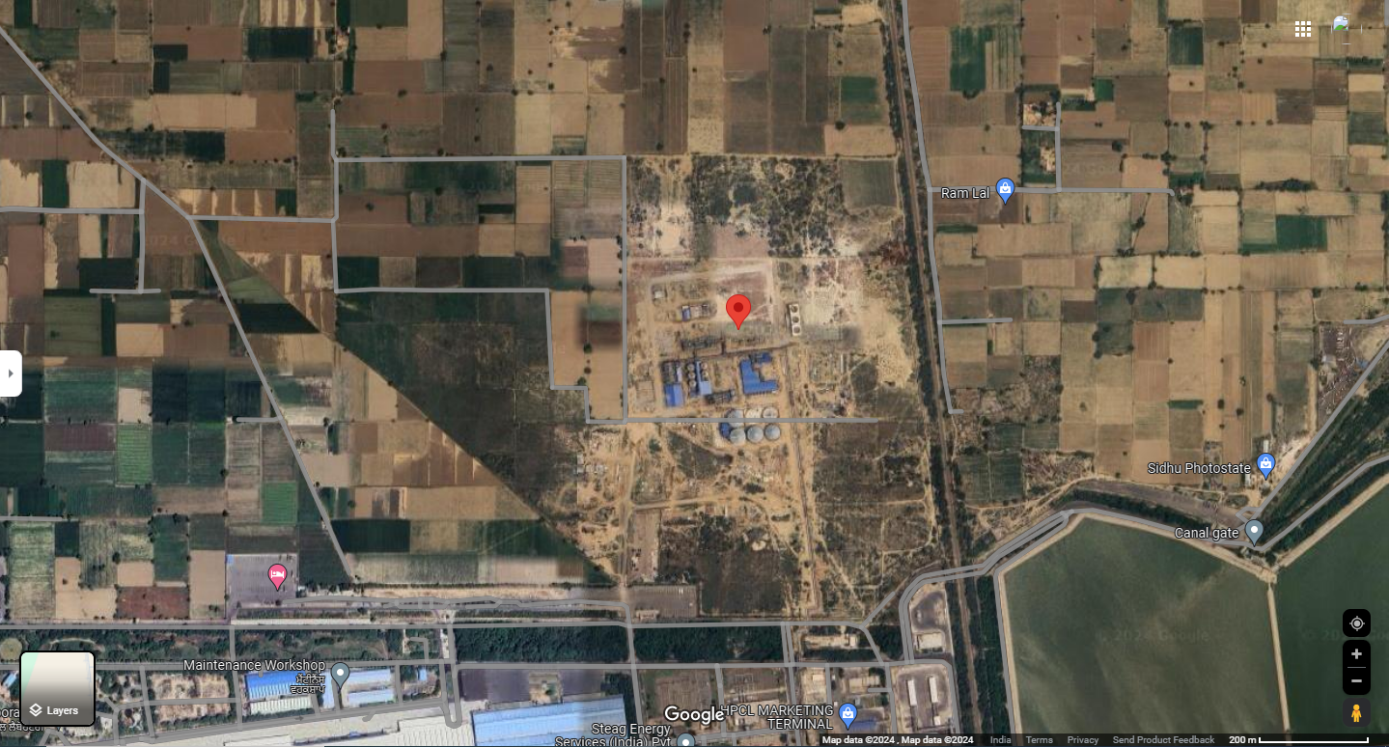 Ram Lal
Sidhu Photostate
Canal gate
Maintenance Workshop
Layers
Google
HPCL MARKETING
TERMINAL
Steag Energy
Services (India) Pvt
Map data ©2024 , Map data ©2024 India Terms Privacy Send Product Feedback 200 m